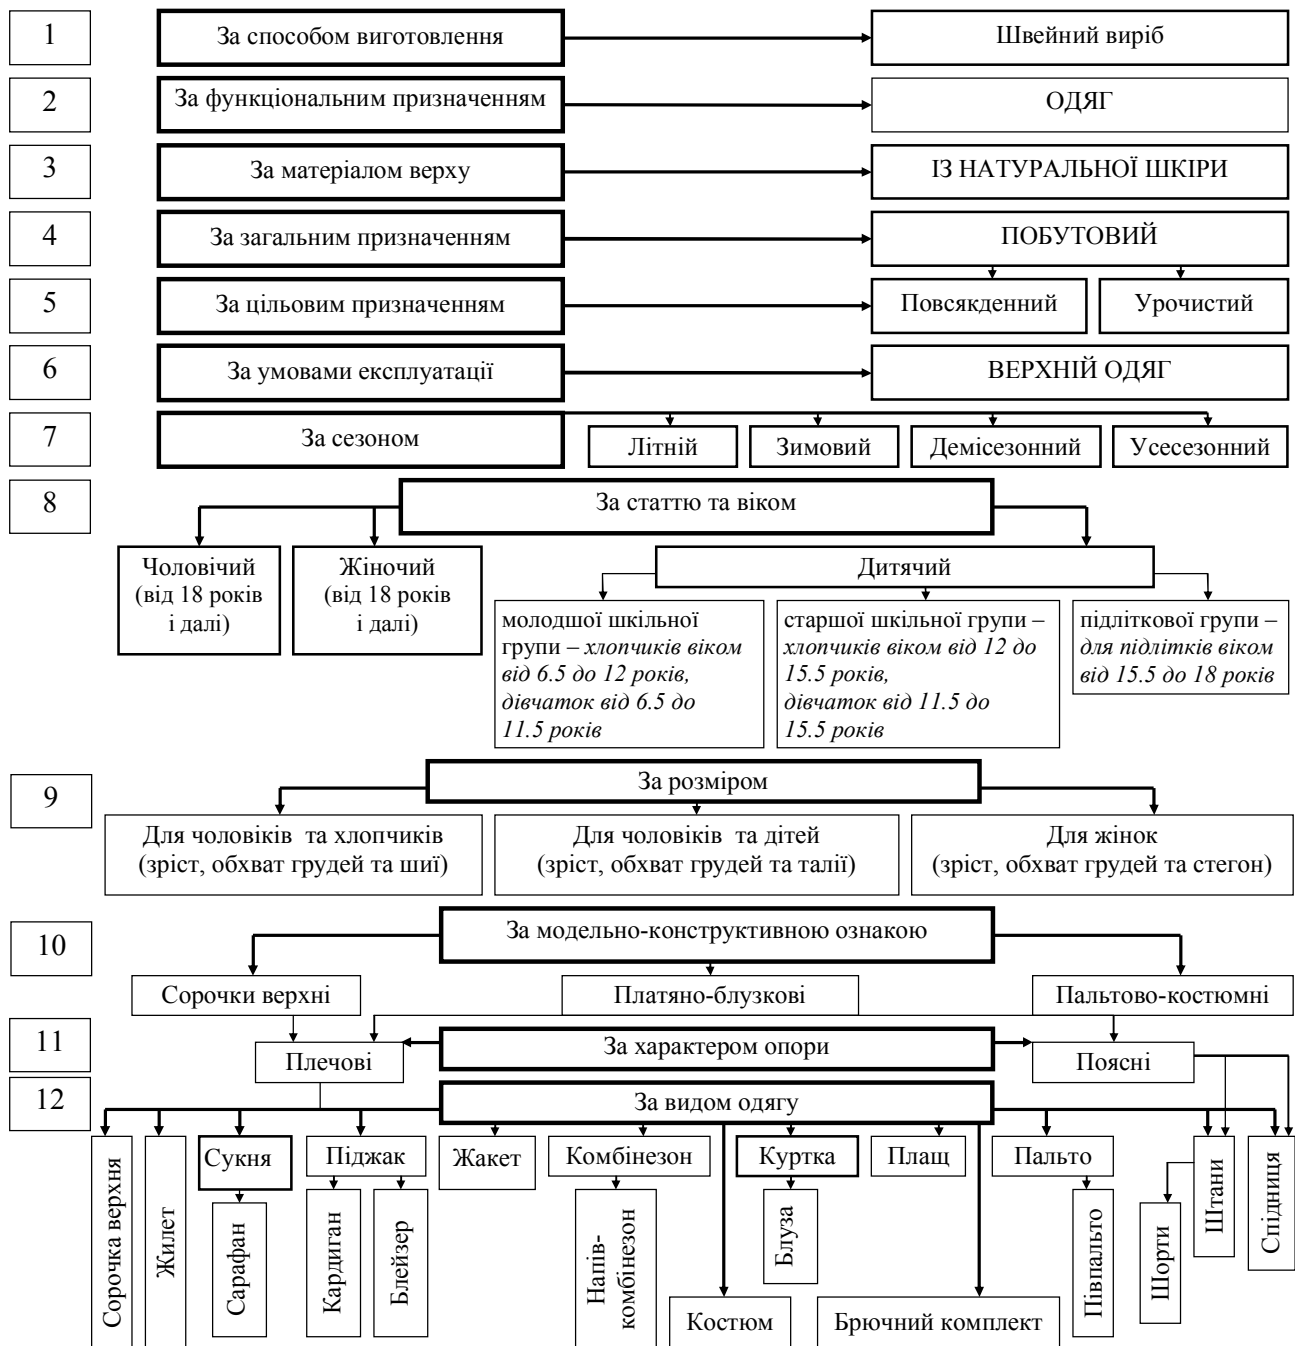 1
За способом виготовлення
Швейний виріб
2
За функціональним призначенням
ОДЯГ
3
За матеріалом верху
ІЗ НАТУРАЛЬНОЇ ШКІРИ
4
За загальним призначенням
ПОБУТОВИЙ
5
За цільовим призначенням
Повсякденний
Урочистий
6
За умовами експлуатації
ВЕРХНІЙ ОДЯГ
7
За сезоном
Літній
Зимовий
Демісезонний
Усесезонний
8
За статтю та віком
Чоловічий
(від 18 років
і далі)
Жіночий
(від 18 років
і далі)
Дитячий
молодшої шкільної
групи – хлопчиків віком
від 6.5 до 12 років,
дівчаток від 6.5 до
11.5 років
старшої шкільної групи –
хлопчиків віком від 12 до
15.5 років,
дівчаток від 11.5 до
15.5 років
підліткової групи –
для підлітків віком
від 15.5 до 18 років
9
За розміром
Для чоловіків та хлопчиків
(зріст, обхват грудей та шиї)
Для чоловіків та дітей
(зріст, обхват грудей та талії)
Для жінок
(зріст, обхват грудей та стегон)
10
За модельно-конструктивною ознакою
Сорочки верхні
Платяно-блузкові
Пальтово-костюмні
11
Плечові
За характером опори
Поясні
12
За видом одягу
Сорочка верхня
Жилет
Сукня
Сарафан
Піджак
Кардиган
Блейзер
Жакет
Комбінезон
Напів-
комбінезон
Костюм
Куртка
Блуза
Плащ
Брючний комплект
Пальто
Півпальто
Шорти
Штани
Спідниця